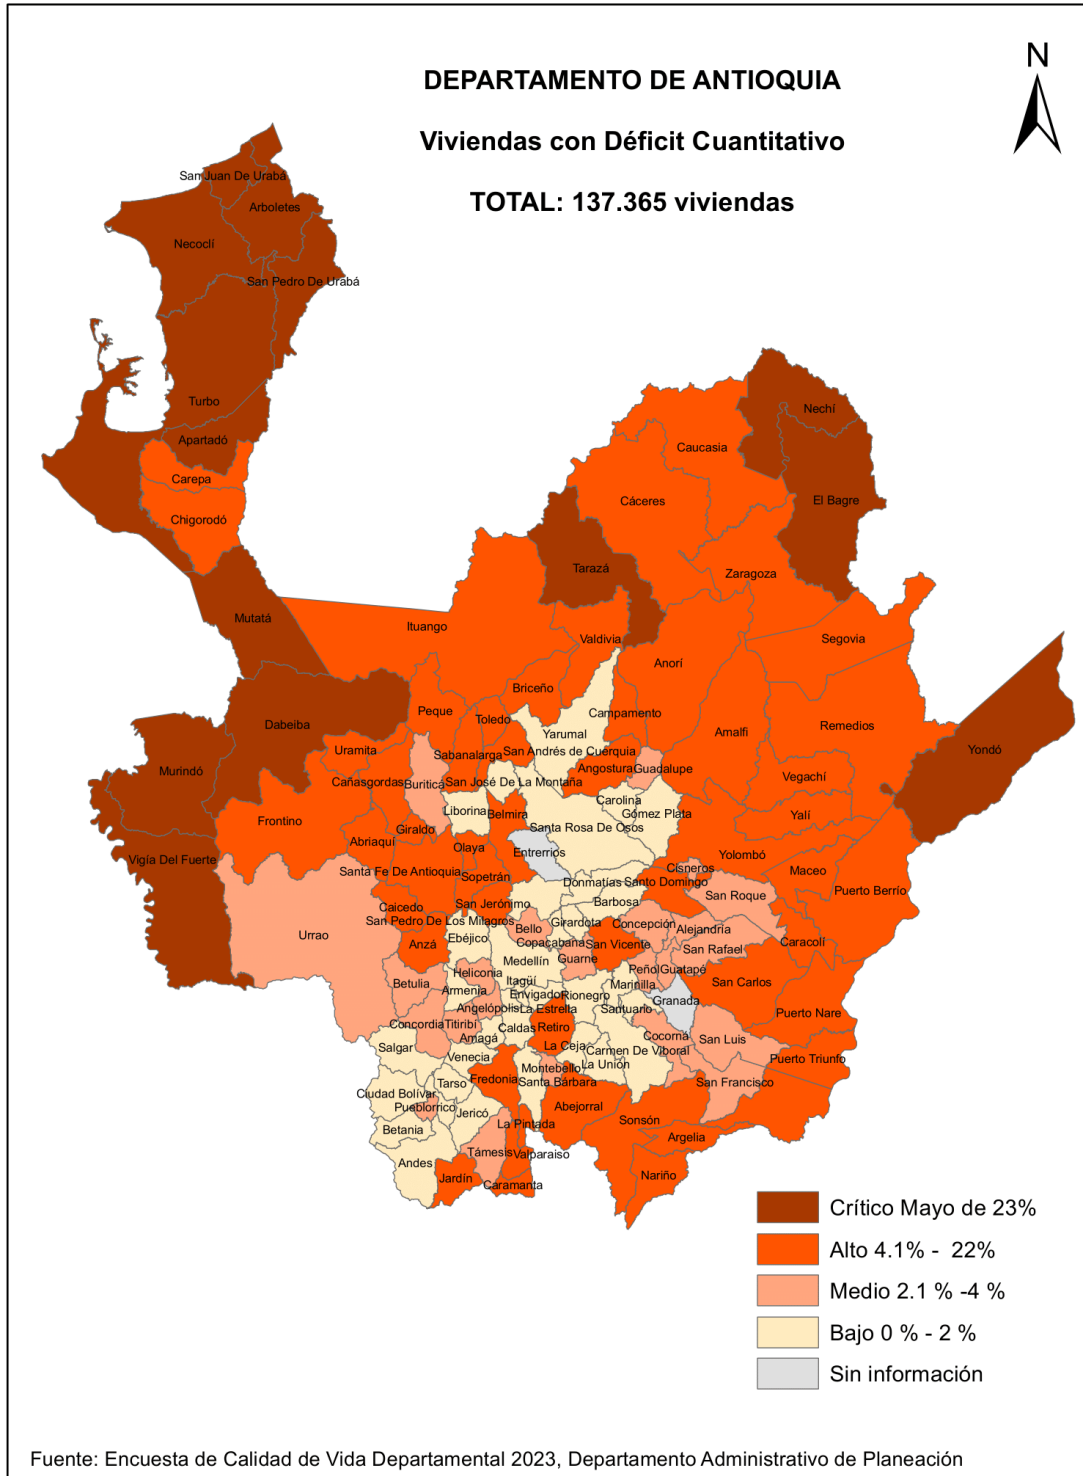 N
DEPARTAMENTO DE ANTIOQUIA
Viviendas con Déficit Cuantitativo
TOTAL: 137.365 viviendas
San Juan De Urabá
Arboletes
Necoclí
San Pedro De Urabá
Turbo
Apartadó
Carepa
Chigorodó
Nechí
Caucasia
El Bagre
Cáceres
Tarazá
Zaragoza
Mutatá
Ituango
Valdivia
Segovia
Anorí
Briceño
Dabeiba
Peque
Toledo
Campamento
Yarumal
Amalfi
Remedios
Yondó
Uramita
Sabanalarga
San Andrés de Cuerquia
Murindó
Cañasgordas
Buriticá
San José De La Montaña
Angostura
Guadalupe
Vegachí
Carolina
Liborina
Belmira
Gómez Plata
Yalí
Frontino
Giraldo
Santa Rosa De Osos
Abriaquí
Olaya
Entrerrios
Yolombó
Vigía Del Fuerte
Santa Fe De Antioquia
Sopetrán
Cisneros
Maceo
Donmatías
Santo Domingo
Puerto Berrío
San Roque
Caicedo
San Jerónimo
Barbosa
San Pedro De Los Milagros
Girardota
Concepción
Alejandría
Urrao
Bello
Ebéjico
Anzá
Copacabana
San Vicente
San Rafael
Caracolí
Medellín
Guarne
Heliconia
Peñol
Guatapé
Betulia
Itagüí
Marinilla
San Carlos
Armenia
Envigado
Rionegro
Granada
Angelópolis
La Estrella
Santuario
Puerto Nare
Concordia
Titiribí
Caldas
Retiro
Amagá
Cocorná
San Luis
Salgar
La Ceja
Carmen De Viboral
Venecia
La Unión
Puerto Triunfo
Montebello
Fredonia
Santa Bárbara
San Francisco
Tarso
Ciudad Bolívar
Pueblorrico
Jericó
Abejorral
Sonsón
La Pintada
Betania
Argelia
Támesis
Valparaiso
Andes
Jardín
Caramanta
Nariño
Crítico Mayo de 23%
Alto 4.1% - 22%
Medio 2.1 % -4 %
Bajo 0 % - 2 %
Sin información
Fuente: Encuesta de Calidad de Vida Departamental 2023, Departamento Administrativo de Planeación